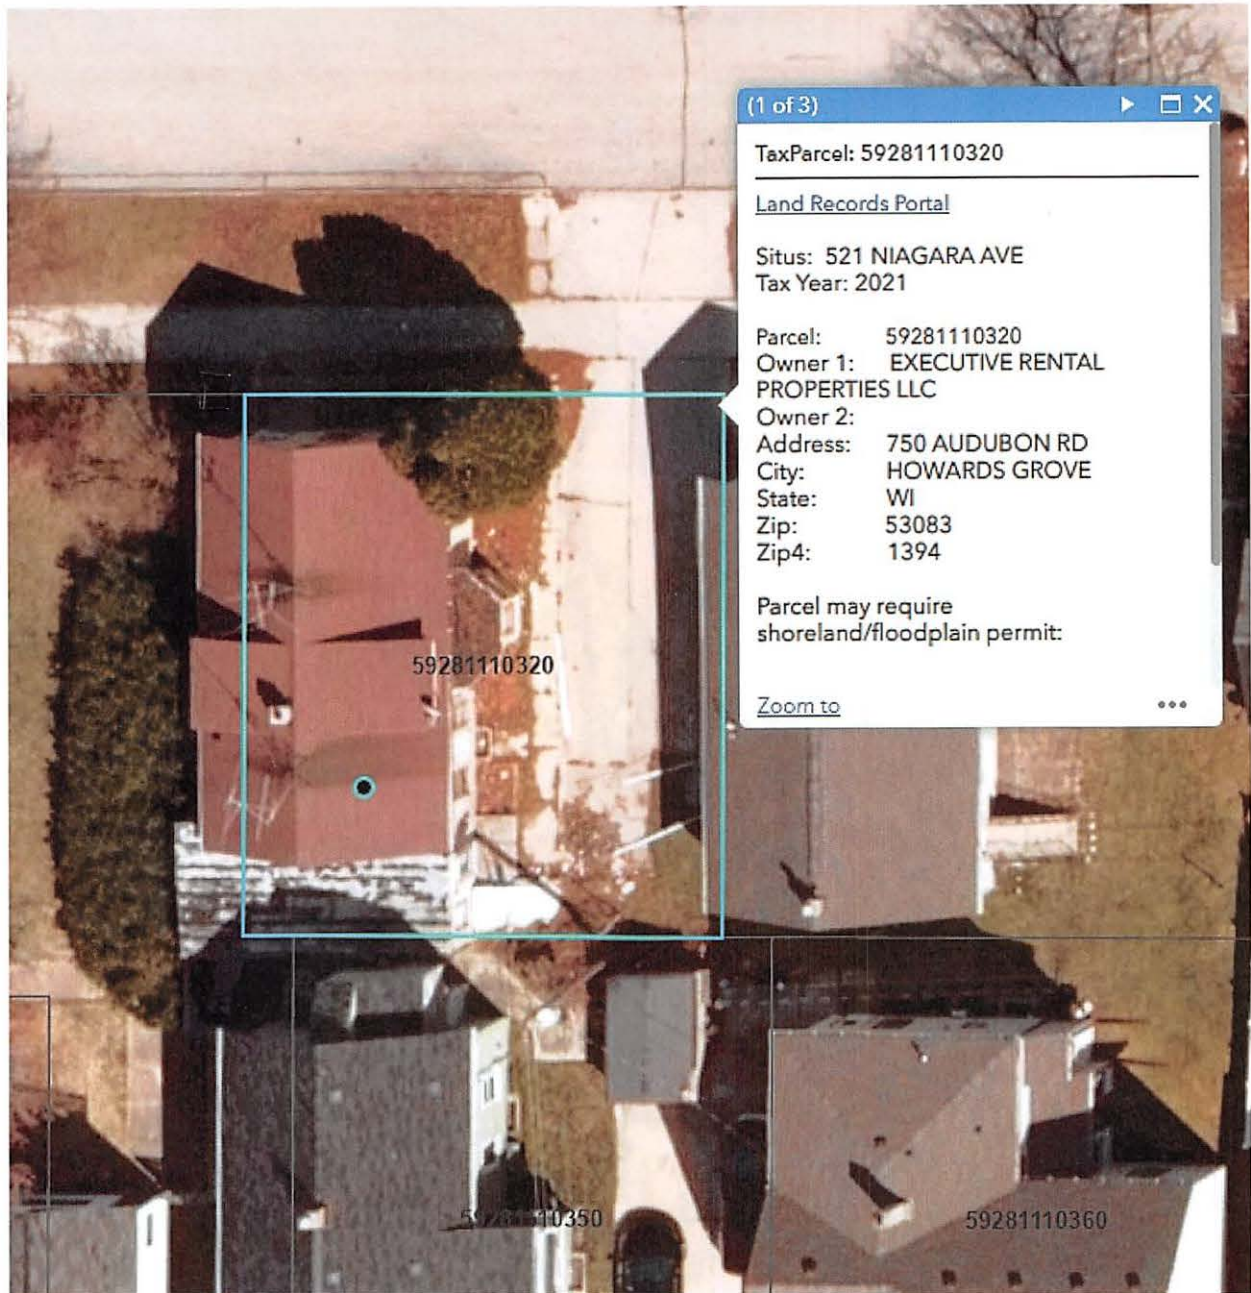 (1 of 3)
TaxParcel: 59281110320
Land Records Portal
Situs: 521 NIAGARA AVE
Tax Year: 2021
Parcel: 59281110320
Owner 1: EXECUTIVE RENTAL
PROPERTIES LLC
Owner 2:
Address: 750 AUDUBON RD
City: HOWARDS GROVE
State: WI
Zip: 53083
Zip4: 1394
Parcel may require
shoreland/floodplain permit:
Zoom to
59281110320
59281110350
59281110360